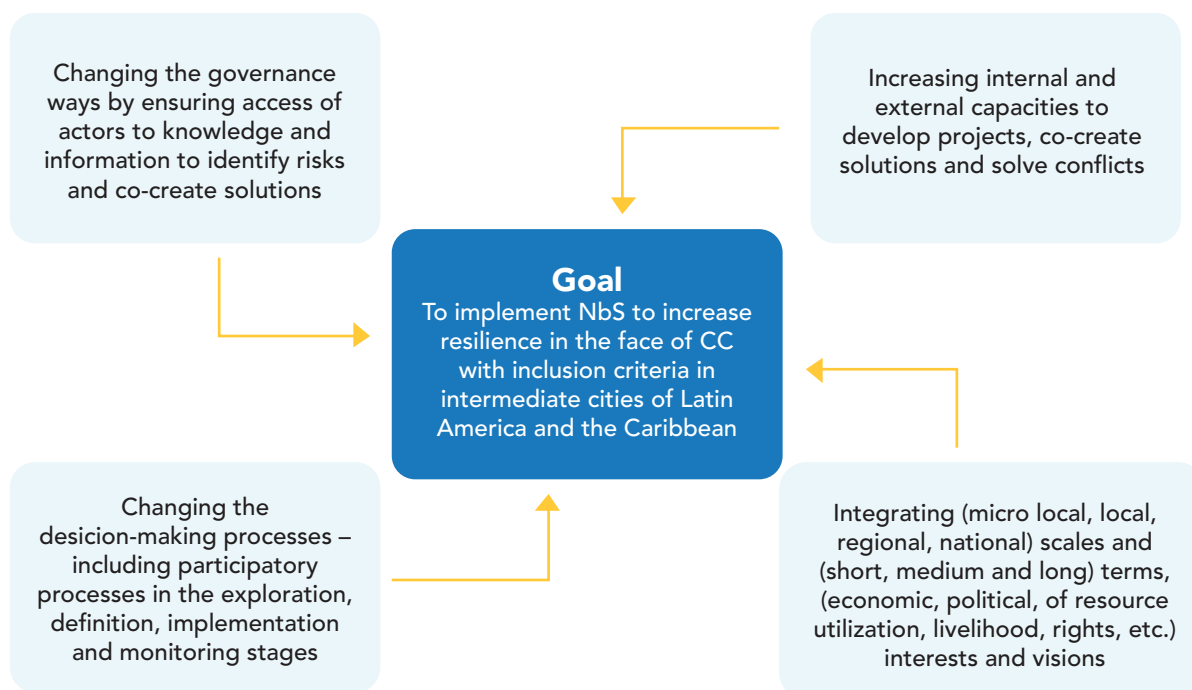 Changing the governance
ways by ensuring access of
actors to knowledge and
information to identify risks
and co-create solutions
Increasing internal and
external capacities to
develop projects, co-create
solutions and solve conflicts
Goal
To implement NbS to increase
resilience in the face of CC
with inclusion criteria in
intermediate cities of Latin
America and the Caribbean
Changing the
desicion-making processes –
including participatory
processes in the exploration,
definition, implementation
and monitoring stages
Integrating (micro local, local,
regional, national) scales and
(short, medium and long) terms,
(economic, political, of resource
utilization, livelihood, rights, etc.)
interests and visions